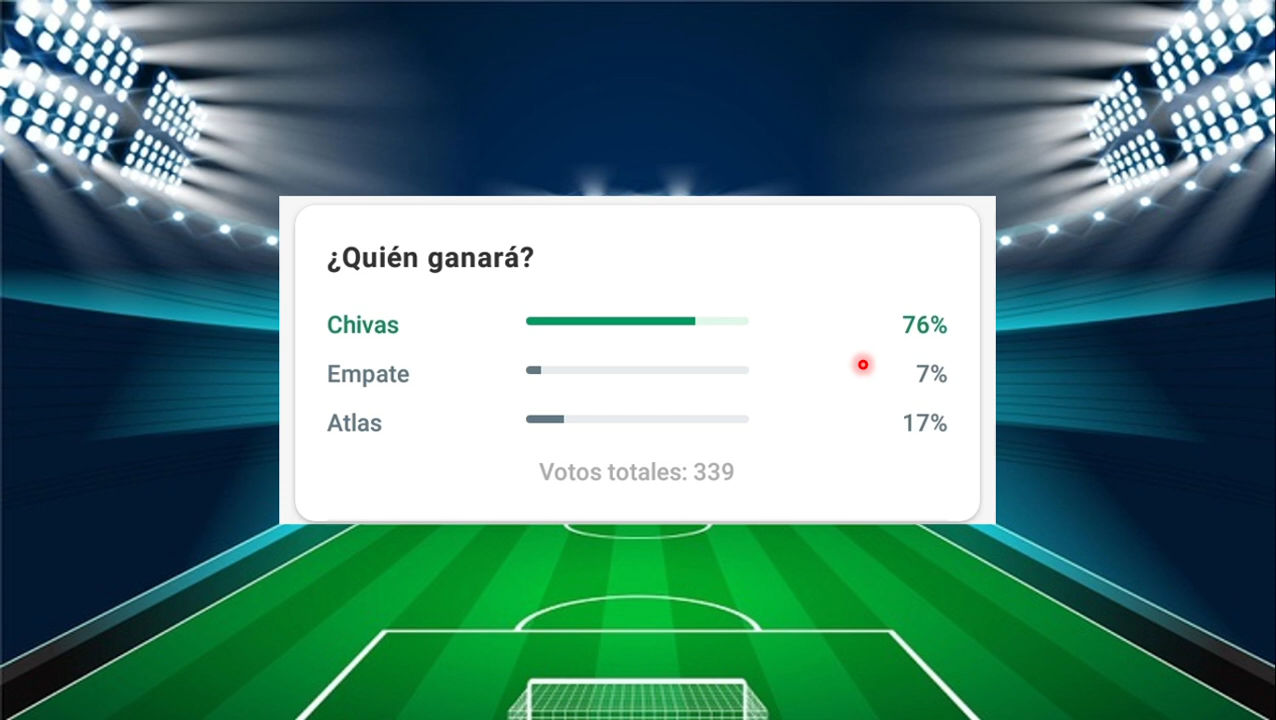 ¿Quién ganará?
Chivas 76%
Empate 7%
Atlas 17%
Votos totales: 339